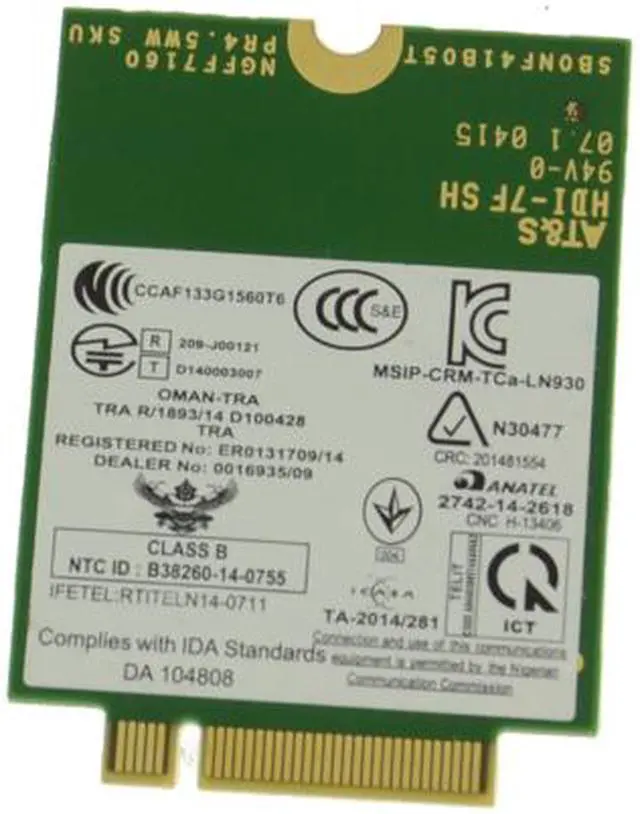 NGFF7160
PR4.5WW SKU
SB0NF41B05T
07.1 0415
94V-0
HDI-7F SH
AT&S
CCAF133G1560T6
CCC S&E
MSIP-CRM-TCa-LN930
R 209-J00121
T D140003007
OMAN-TRA
TRA R/1893/14 D100428
TRA
REGISTERED No: ER0131709/14
DEALER No: 0016935/09
N30477
CRC: 201481554
ANATEL
2742-14-2618
CNC H-13406
CLASS B
NTC ID : B38260-14-0755
IFETEL:RTITELN14-0711
ICASA
TA-2014/281
TELIT
ICT
Complies with IDA Standards
DA 104808
Connection and use of this communications
equipment is permitted by the Nigerian
Communication Commission